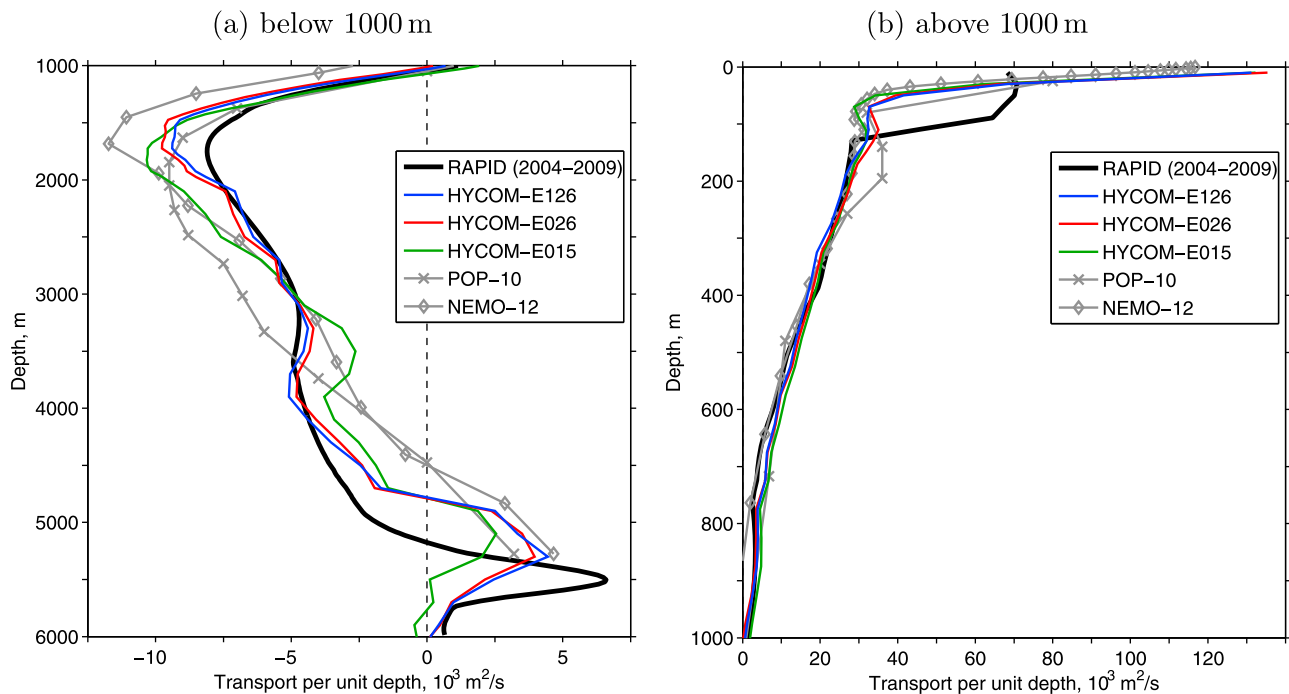 (a) below 1000 m
1000
2000
3000
4000
5000
6000
Depth, m
−10
−5
0
5
Transport per unit depth, 10³ m²/s
RAPID (2004−2009)
HYCOM−E126
HYCOM−E026
HYCOM−E015
POP−10
NEMO−12
(b) above 1000 m
0
200
400
600
800
1000
Depth, m
0
20
40
60
80
100
120
Transport per unit depth, 10³ m²/s
RAPID (2004−2009)
HYCOM−E126
HYCOM−E026
HYCOM−E015
POP−10
NEMO−12